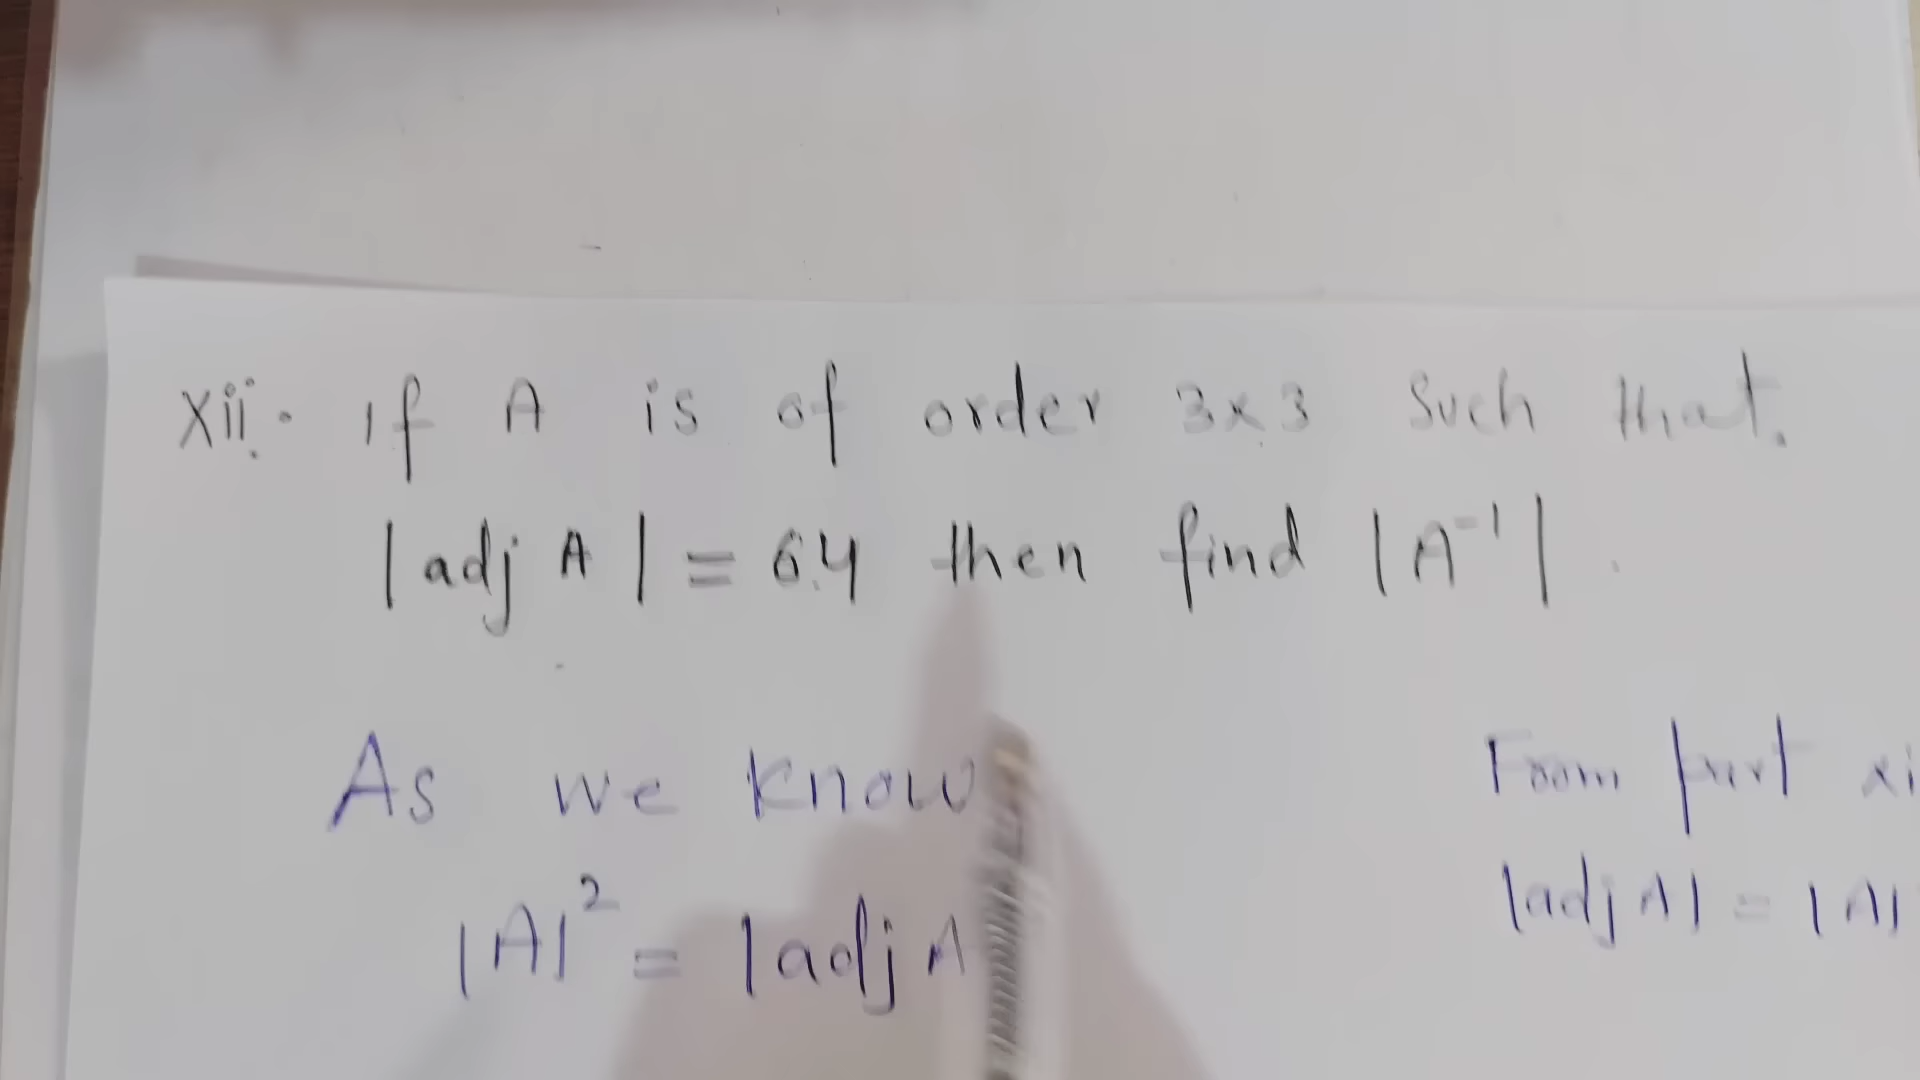 xii. If A is of order 3x3 such that.
|adj A| = 64 then find |A⁻¹|.
As we know
From part xi
|A|² = |adj A
|adj A| = |A|